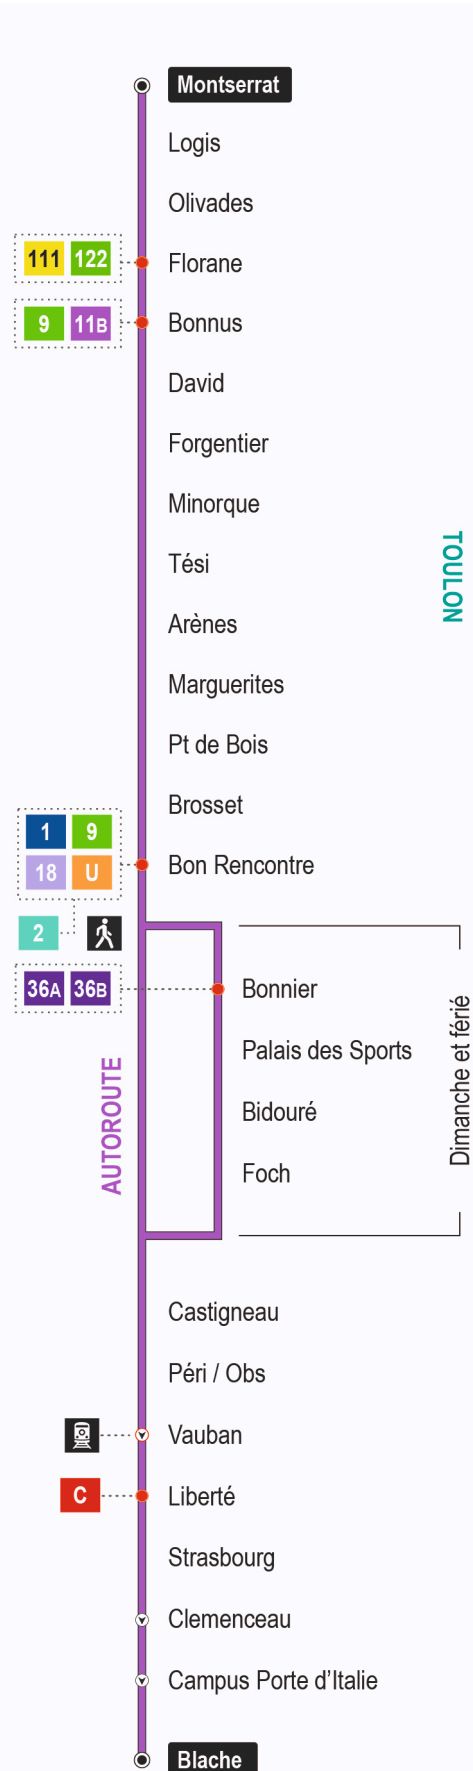 Montserrat
Logis
Olivades
111 122 Florane
9 11B Bonnus
David
Forgentier
Minorque
TOULON
Tési
Arènes
Marguerites
Pt de Bois
Brosset
1 9
18 U
Bon Rencontre
2
36A 36B Bonnier
Palais des Sports
Dimanche et férié
AUTOROUTE
Bidouré
Foch
Castigneau
Péri / Obs
Vauban
C Liberté
Strasbourg
Clemenceau
Campus Porte d'Italie
Blache